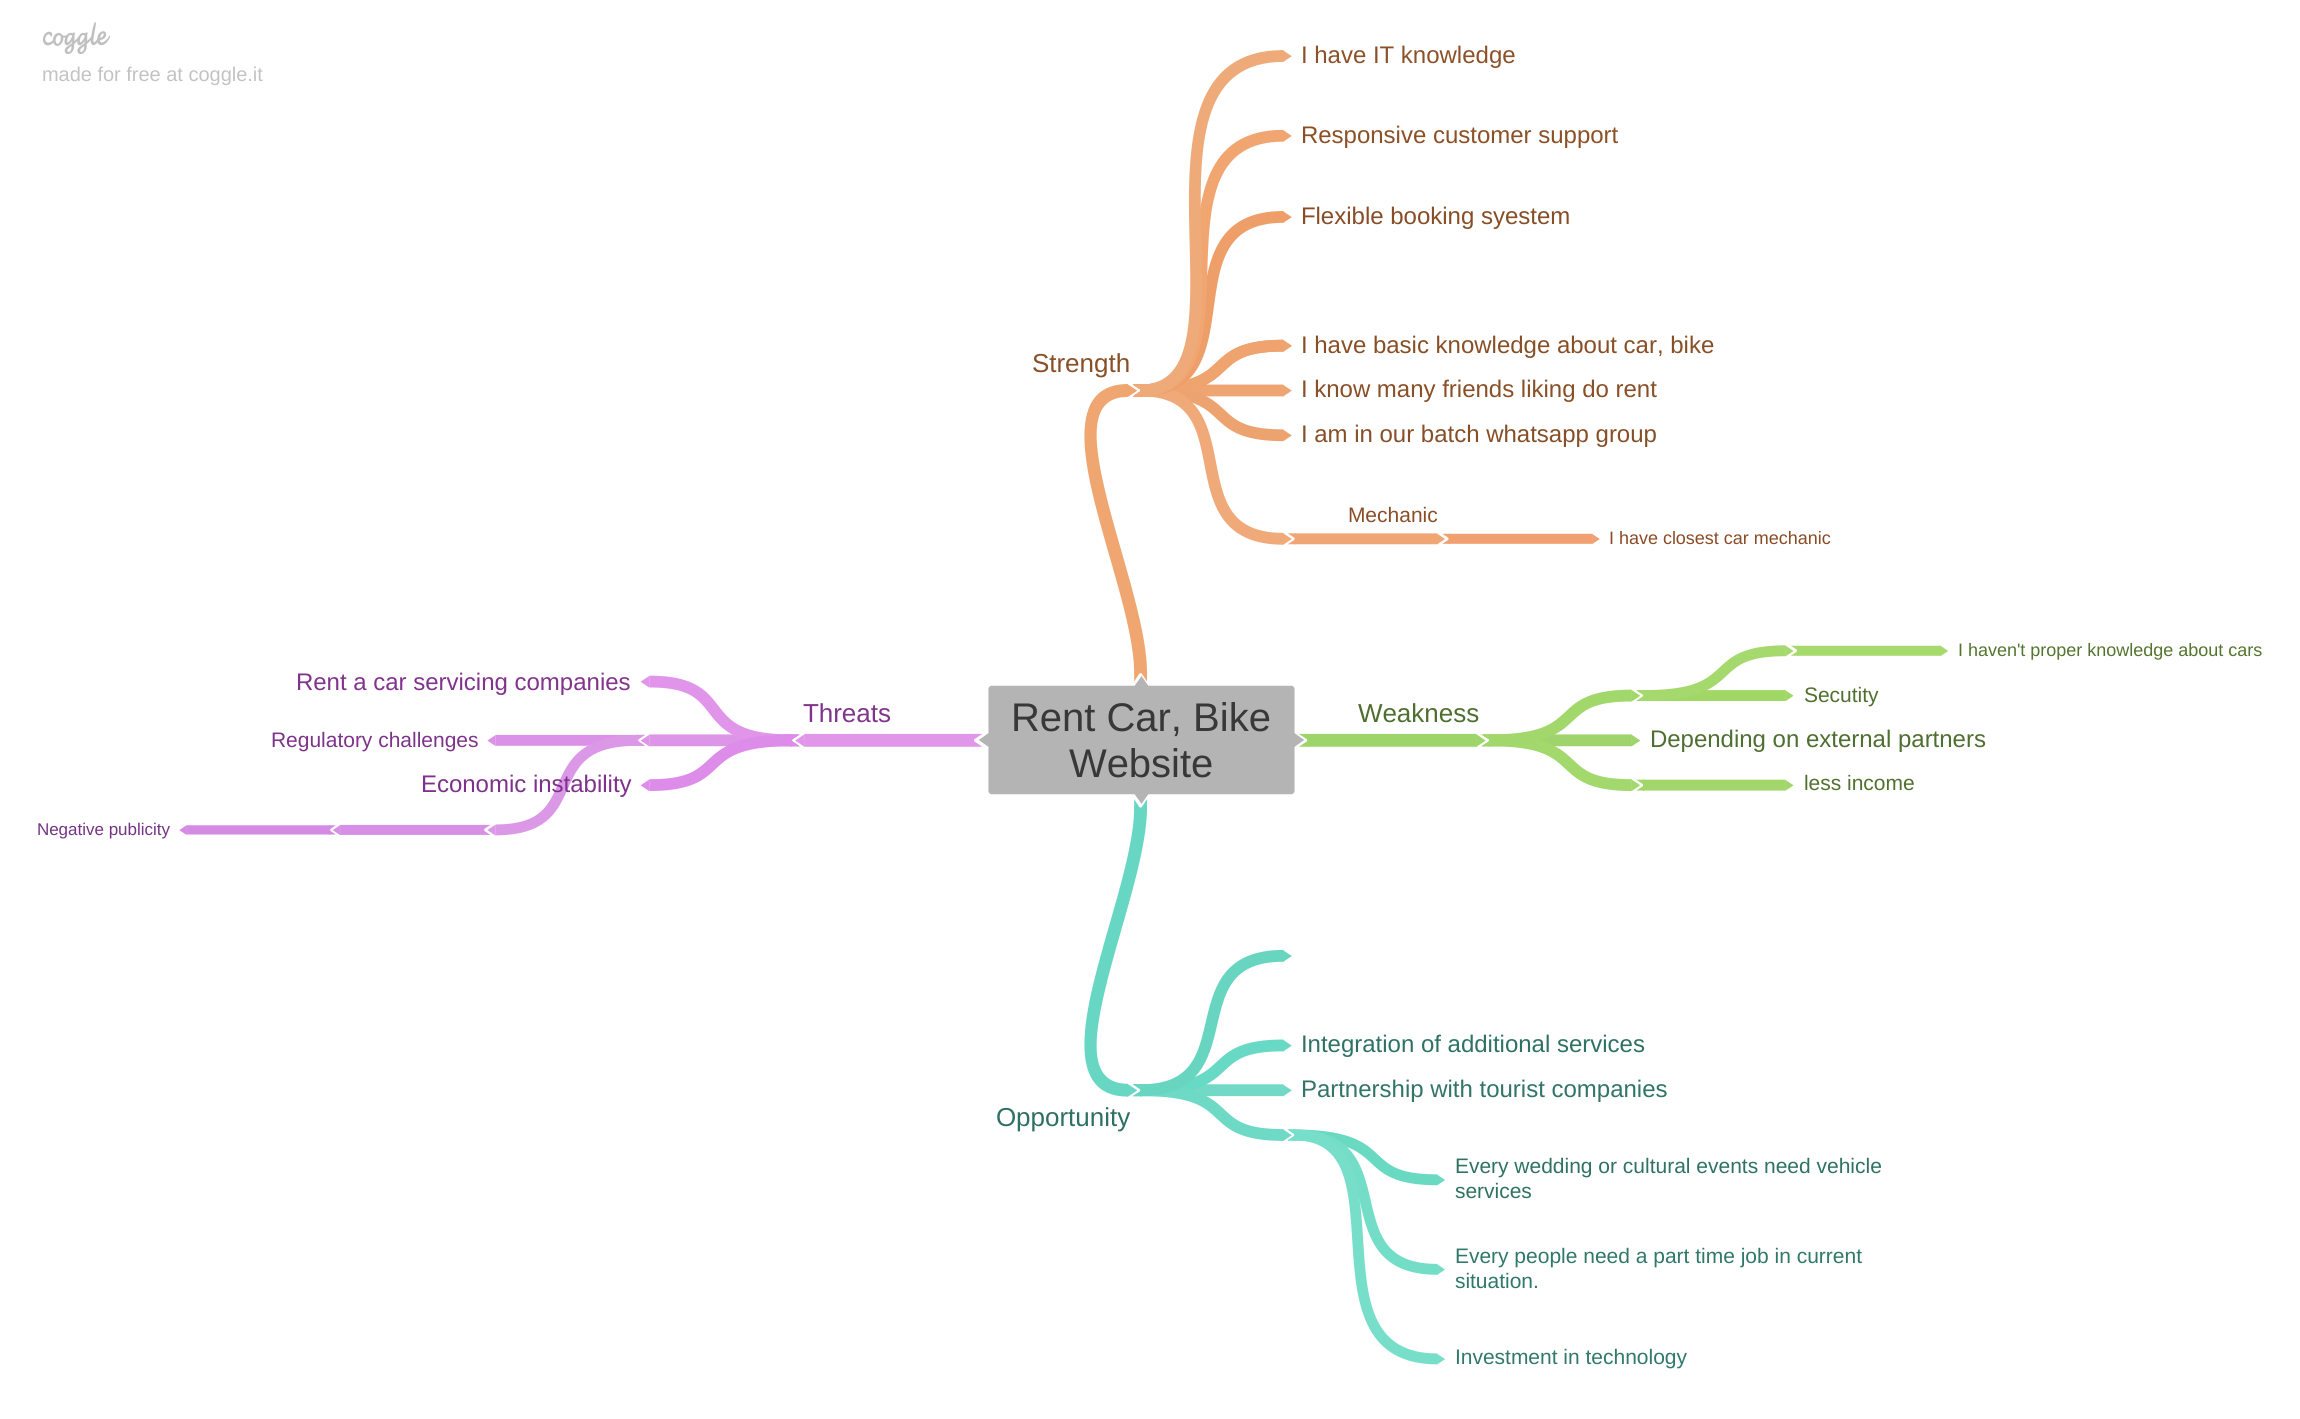 coggle
made for free at coggle.it
I have IT knowledge
Responsive customer support
Flexible booking syestem
Strength
I have basic knowledge about car, bike
I know many friends liking do rent
I am in our batch whatsapp group
Mechanic
I have closest car mechanic
Rent Car, Bike
Website
Threats
Rent a car servicing companies
Regulatory challenges
Economic instability
Negative publicity
Weakness
I haven't proper knowledge about cars
Secutity
Depending on external partners
less income
Opportunity
Integration of additional services
Partnership with tourist companies
Every wedding or cultural events need vehicle
services
Every people need a part time job in current
situation.
Investment in technology